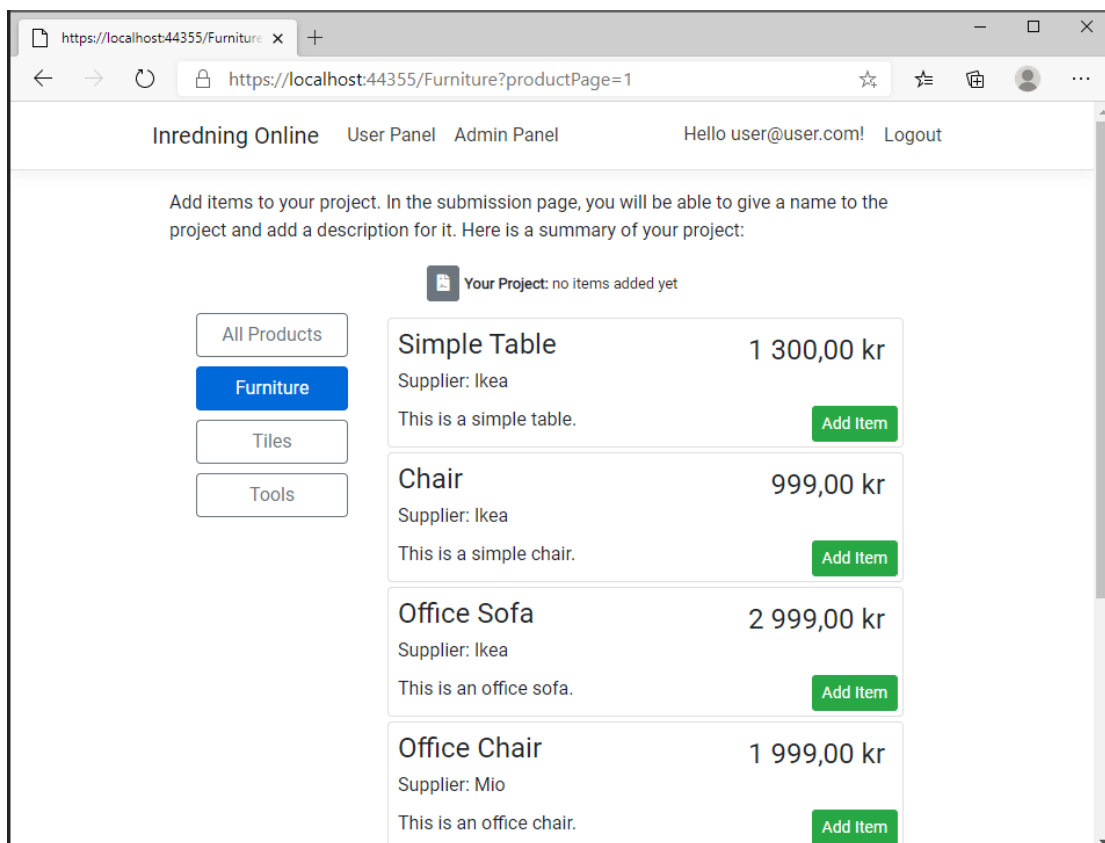 https://localhost:44355/Furniture
https://localhost:44355/Furniture?productPage=1
Inredning Online User Panel Admin Panel Hello user@user.com! Logout
Add items to your project. In the submission page, you will be able to give a name to the
project and add a description for it. Here is a summary of your project:
Your Project: no items added yet
All Products
Furniture
Tiles
Tools
Simple Table 1 300,00 kr
Supplier: Ikea
This is a simple table. Add Item
Chair 999,00 kr
Supplier: Ikea
This is a simple chair. Add Item
Office Sofa 2 999,00 kr
Supplier: Ikea
This is an office sofa. Add Item
Office Chair 1 999,00 kr
Supplier: Mio
This is an office chair. Add Item